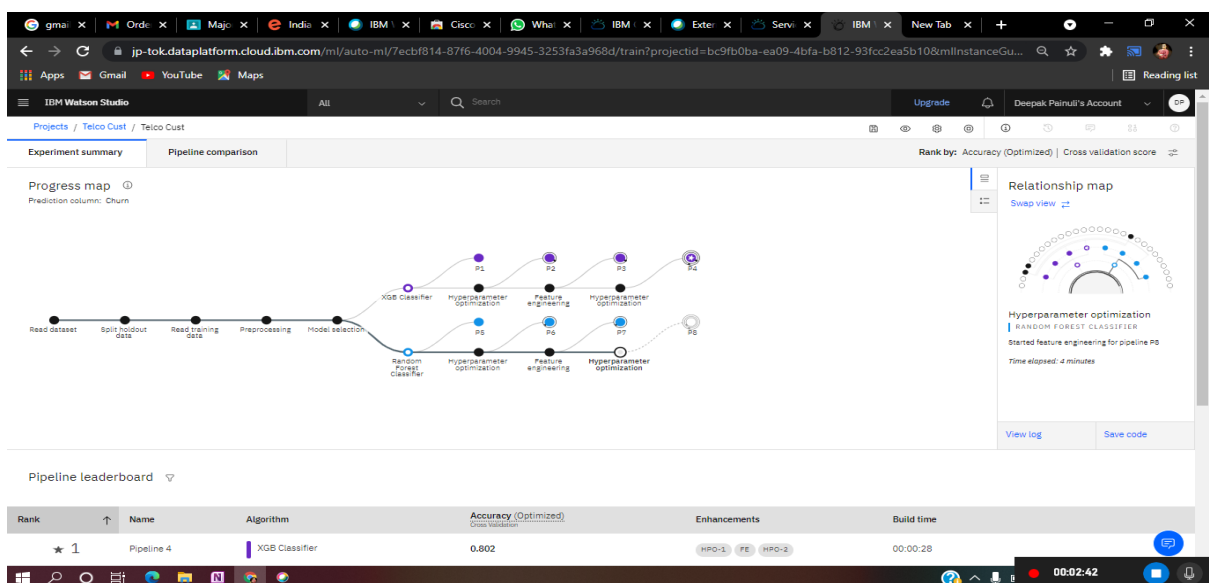 gmai Orde Majo India IBM \ Cisco What IBM ( Exter Servi IBM \ New Tab
jp-tok.dataplatform.cloud.ibm.com/ml/auto-ml/7ecbf814-87f6-4004-9945-3253fa3a968d/train?projectid=bc9fb0ba-ea09-4bfa-b812-93fcc2ea5b10&mlInstanceGu...
Apps Gmail YouTube Maps Reading list
IBM Watson Studio All Search Upgrade Deepak Painuli's Account DP
Projects / Telco Cust / Telco Cust
Experiment summary Pipeline comparison Rank by: Accuracy (Optimized) | Cross validation score
Progress map
Prediction column: Churn
Relationship map
Swap view
P1 P2 P3 P4
XGB Classifier Hyperparameter optimization Feature engineering Hyperparameter optimization
Read dataset Split holdout data Read training data Preprocessing Model selection
P5 P6 P7 P8
Random Forest Classifier Hyperparameter optimization Feature engineering Hyperparameter optimization
Hyperparameter optimization
RANDOM FOREST CLASSIFIER
Started feature engineering for pipeline P8
Time elapsed: 4 minutes
View log Save code
Pipeline leaderboard
Rank Name Algorithm Accuracy (Optimized) Enhancements Build time
Cross Validation
1 Pipeline 4 XGB Classifier 0.802 HPO-1 FE HPO-2 00:00:28
00:02:42